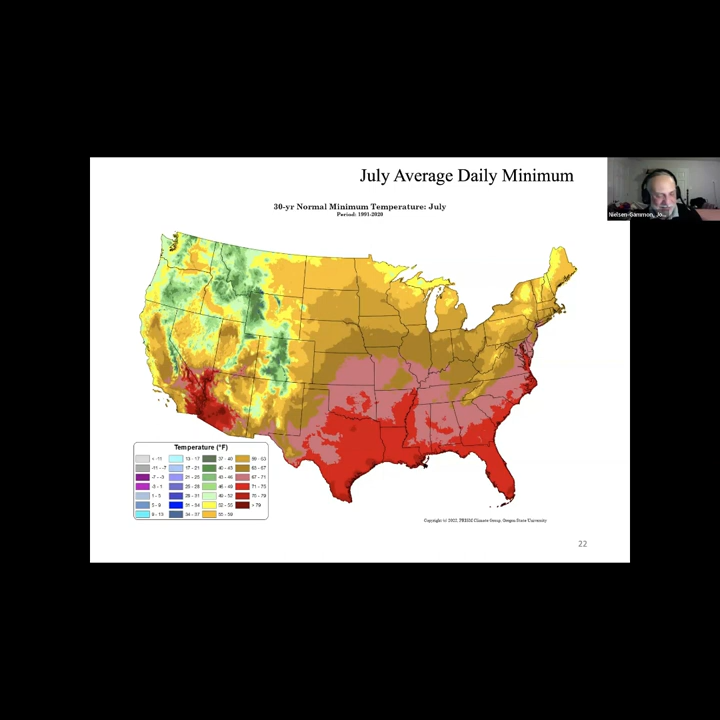 July Average Daily Minimum
30-yr Normal Minimum Temperature: July
Period: 1991-2020
Nielsen-Gammon, Jo...
Temperature (°F)
< -11 13 - 17 37 - 40 59 - 63
-11 - -7 17 - 21 40 - 43 63 - 67
-7 - -3 21 - 25 43 - 46 67 - 71
-3 - 1 25 - 28 46 - 49 71 - 75
1 - 5 28 - 31 49 - 52 75 - 79
5 - 9 31 - 34 52 - 55 > 79
9 - 13 34 - 37 55 - 59
Copyright (c) 2022, PRISM Climate Group, Oregon State University
22